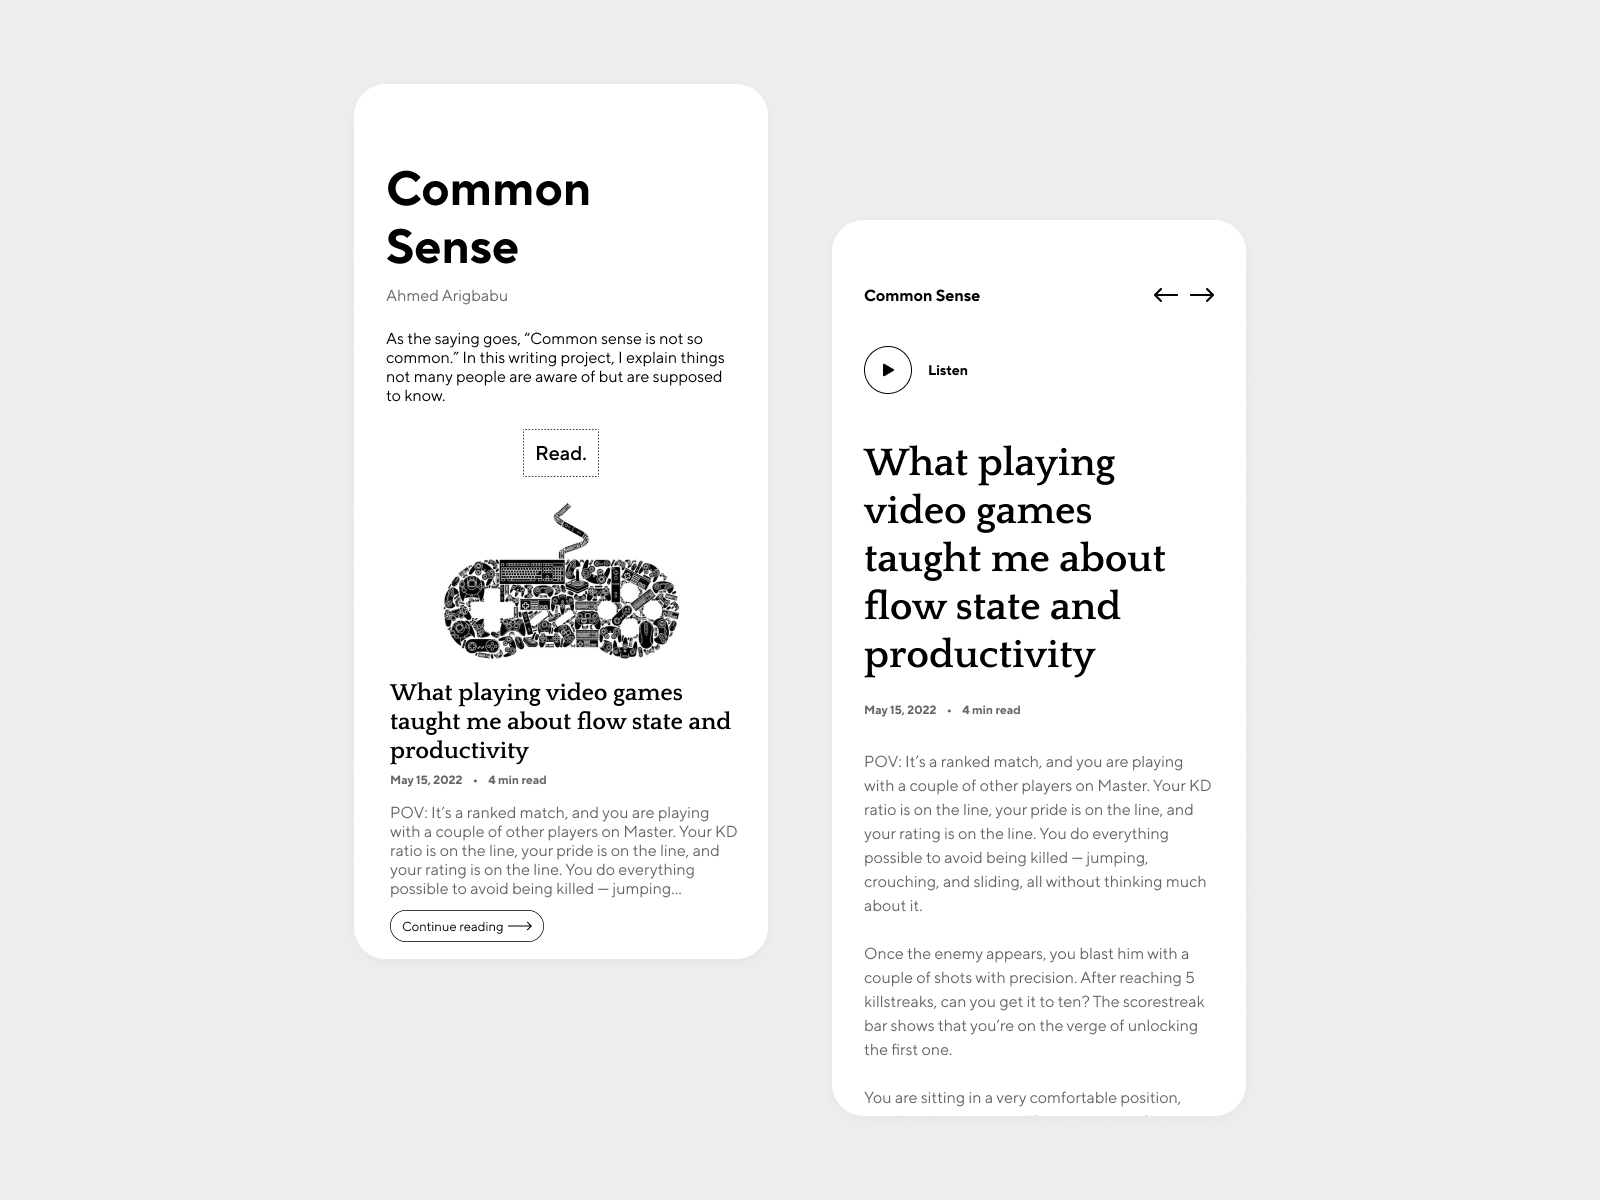 Common
Sense
Ahmed Arigbabu
As the saying goes, “Common sense is not so
common.” In this writing project, I explain things
not many people are aware of but are supposed
to know.
Read.
What playing video games
taught me about flow state and
productivity
May 15, 2022 • 4 min read
POV: It’s a ranked match, and you are playing
with a couple of other players on Master. Your KD
ratio is on the line, your pride is on the line, and
your rating is on the line. You do everything
possible to avoid being killed — jumping...
Continue reading
Common Sense
Listen
What playing
video games
taught me about
flow state and
productivity
May 15, 2022 • 4 min read
POV: It’s a ranked match, and you are playing
with a couple of other players on Master. Your KD
ratio is on the line, your pride is on the line, and
your rating is on the line. You do everything
possible to avoid being killed — jumping,
crouching, and sliding, all without thinking much
about it.
Once the enemy appears, you blast him with a
couple of shots with precision. After reaching 5
killstreaks, can you get it to ten? The scorestreak
bar shows that you’re on the verge of unlocking
the first one.
You are sitting in a very comfortable position,